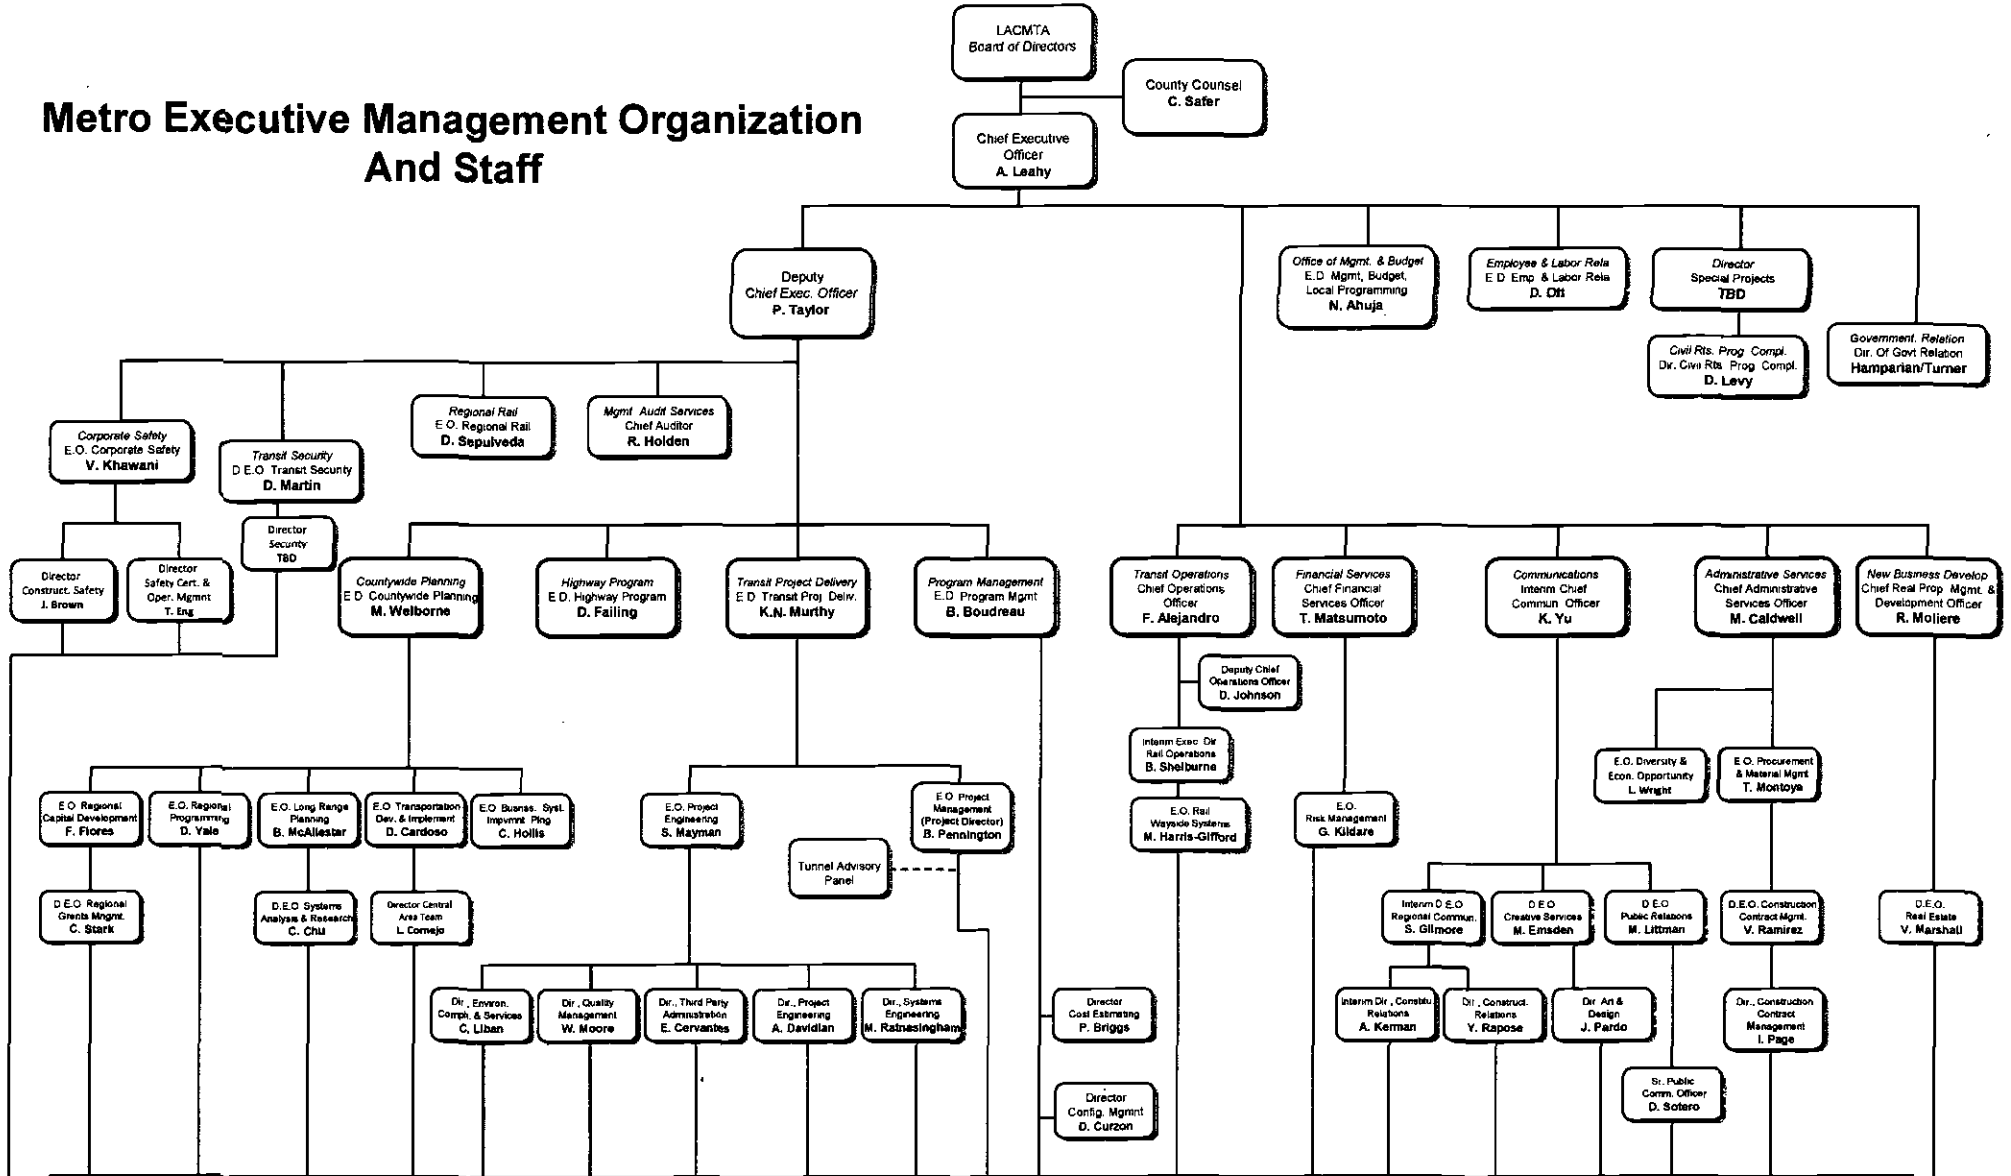 LACMTA
Board of Directors
County Counsel
C. Safer
Metro Executive Management Organization
And Staff
Chief Executive
Officer
A. Leahy
Deputy
Chief Exec. Officer
P. Taylor
Office of Mgmt. & Budget
E.D Mgmt, Budget,
Local Programming
N. Ahuja
Employee & Labor Rela
E D Emp & Labor Rela
D. Ott
Director
Special Projects
TBD
Civil Rts. Prog Compl.
Dir. Civil Rts Prog Compl.
D. Levy
Government. Relation
Dir. Of Govt Relation
Hamparian/Turner
Corporate Safety
E.O. Corporate Safety
V. Khawani
Transit Security
D E.O Transit Security
D. Martin
Regional Rail
E O. Regional Rail
D. Sepulveda
Mgmt Audit Services
Chief Auditor
R. Holden
Director
Security
TBD
Director
Construct. Safety
J. Brown
Director
Safety Cert. &
Oper. Mgmnt
T. Eng
Countywide Planning
E D Countywide Planning
M. Welborne
Highway Program
E D. Highway Program
D. Failing
Transit Project Delivery
E D Transit Proj Deliv.
K.N. Murthy
Program Management
E.D Program Mgmt
B. Boudreau
Transit Operations
Chief Operations
Officer
F. Alejandro
Financial Services
Chief Financial
Services Officer
T. Matsumoto
Communications
Interim Chief
Commun Officer
K. Yu
Administrative Services
Chief Administrative
Services Officer
M. Caldwell
New Business Develop
Chief Real Prop Mgmt. &
Development Officer
R. Moliere
Deputy Chief
Operations Officer
D. Johnson
Interim Exec Dir
Rail Operations
B. Shelburne
E.O. Rail
Wayside Systems
M. Harris-Gifford
E.O.
Risk Management
G. Kildare
E.O. Diversity &
Econ. Opportunity
L. Wright
E O. Procurement
& Material Mgmt
T. Montoya
E O Regional
Capital Development
F. Flores
E.O. Regional
Programming
D. Yale
E.O. Long Range
Planning
B. McAllester
E.O Transportation
Dev. & Implement
D. Cardoso
E.O Busnss. Syst.
Impvmnt Plng
C. Hollis
E.O. Project
Engineering
S. Mayman
E O Project
Management
(Project Director)
B. Pennington
Tunnel Advisory
Panel
D E.O Regional
Grants Mngmt.
C. Stark
D.E.O Systems
Analysis & Research
C. Chu
Director Central
Area Team
L. Cornejo
Interim D E.O
Regional Commun.
S. Gilmore
D E O
Creative Services
M. Emsden
D E O
Public Relations
M. Littman
D.E.O. Construction
Contract Mgmt.
V. Ramirez
D.E.O.
Real Estate
V. Marshall
Dir , Environ.
Compli. & Services
C. Liban
Dir , Quality
Management
W. Moore
Dir., Third Party
Administration
E. Cervantes
Dir., Project
Engineering
A. Davidian
Dir., Systems
Engineering
M. Ratnasingham
Director
Cost Estimating
P. Briggs
Interim Dir , Constitu
Relations
A. Kerman
Dir , Construct.
Relations
Y. Rapose
Dir Art &
Design
J. Pardo
Dir., Construction
Contract
Management
I. Page
Director
Config. Mgmnt
D. Curzon
Sr. Public
Comm. Officer
D. Sotero